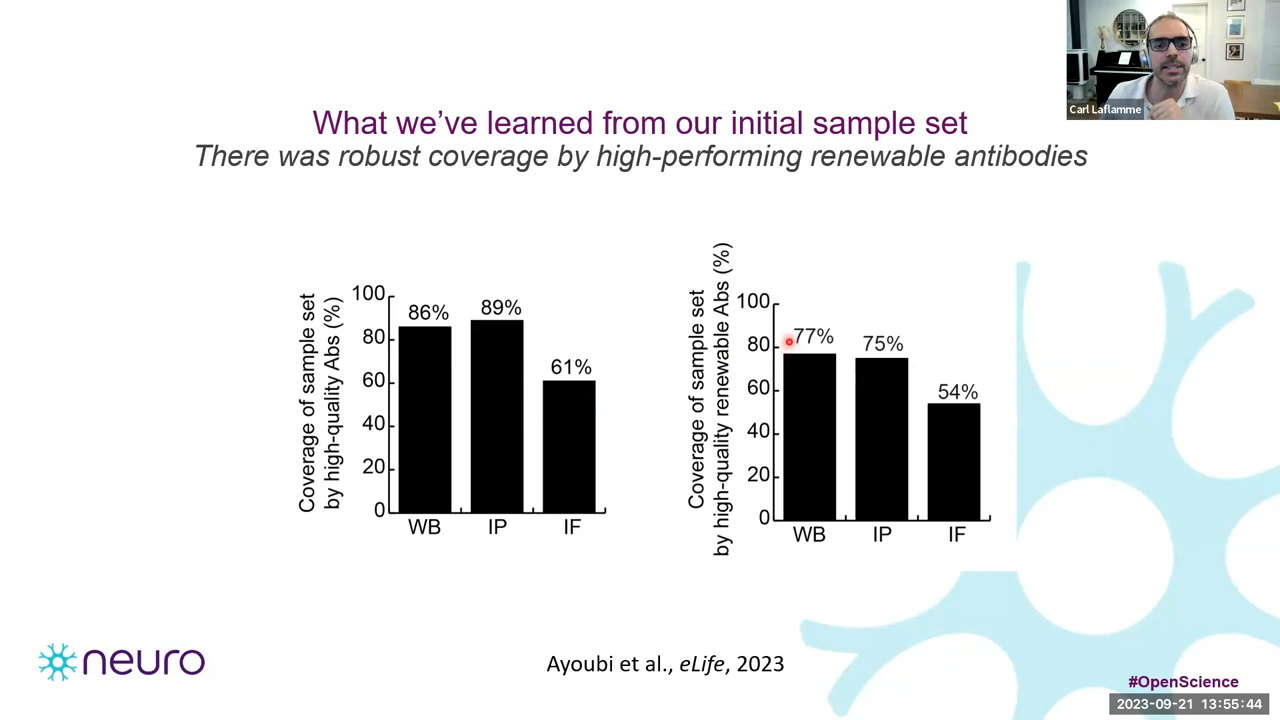 Carl Laflamme
What we've learned from our initial sample set
There was robust coverage by high-performing renewable antibodies
Coverage of sample set
by high-quality Abs (%)
100
80
60
40
20
0
86%
89%
61%
WB IP IF
Coverage of sample set
by high-quality renewable Abs (%)
100
80
60
40
20
0
77%
75%
54%
WB IP IF
neuro
Ayoubi et al., eLife, 2023
#OpenScience
2023-09-21 13:55:44